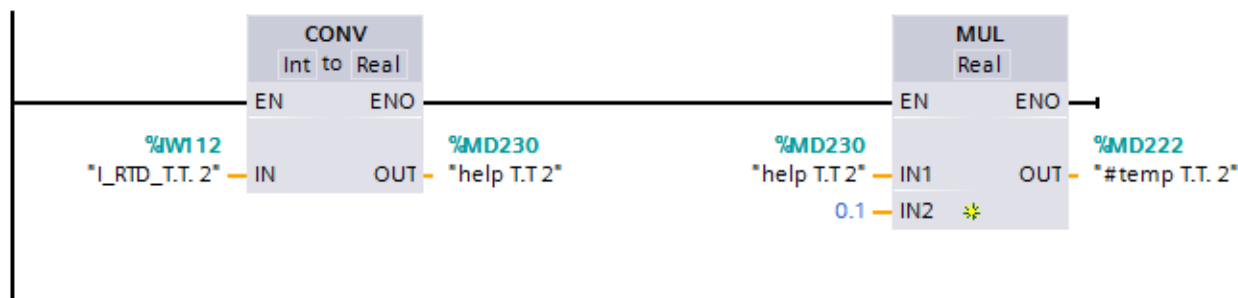 CONV
Int to Real
EN ENO
%IW112
"I_RTD_T.T. 2" IN OUT
%MD230
"help T.T 2"
MUL
Real
EN ENO
%MD230
"help T.T 2" IN1 OUT
%MD222
"#temp T.T. 2"
0.1 IN2